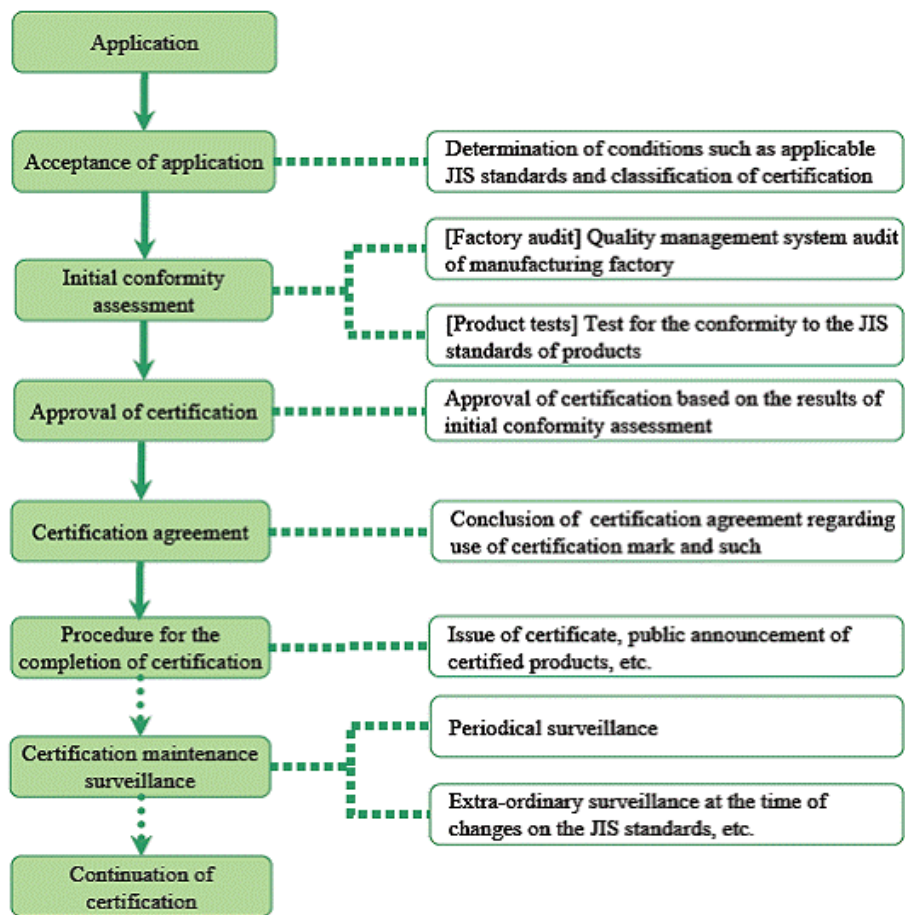 Application
Acceptance of application
Determination of conditions such as applicable
JIS standards and classification of certification
Initial conformity
assessment
[Factory audit] Quality management system audit
of manufacturing factory
[Product tests] Test for the conformity to the JIS
standards of products
Approval of certification
Approval of certification based on the results of
initial conformity assessment
Certification agreement
Conclusion of certification agreement regarding
use of certification mark and such
Procedure for the
completion of certification
Issue of certificate, public announcement of
certified products, etc.
Certification maintenance
surveillance
Periodical surveillance
Extra-ordinary surveillance at the time of
changes on the JIS standards, etc.
Continuation of
certification